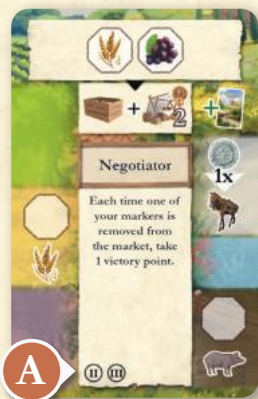 + 2 +
Negotiator
1x
Each time one of
your markers is
removed from
the market, take
1 victory point.
A
II III